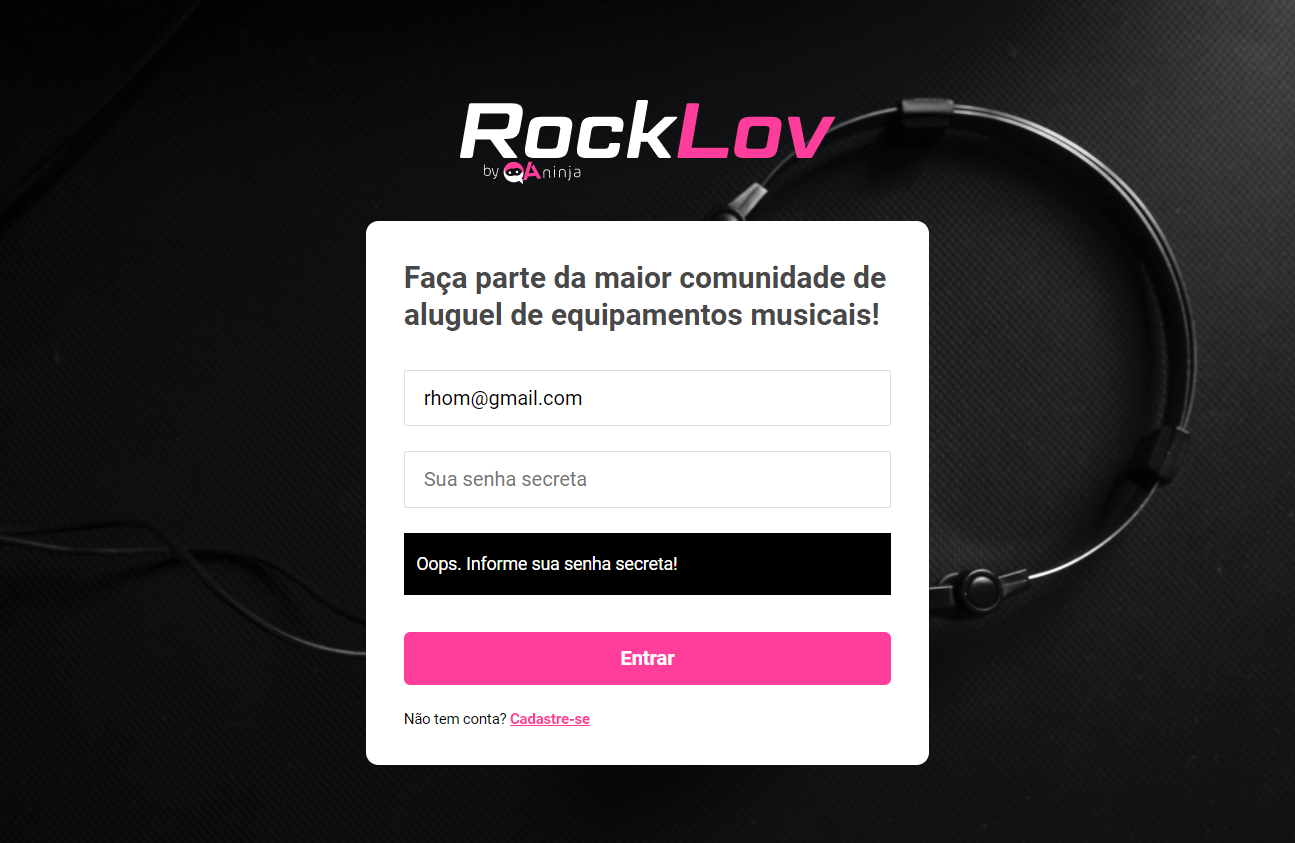 RockLov
by QAninja
Faça parte da maior comunidade de
aluguel de equipamentos musicais!
rhom@gmail.com
Sua senha secreta
Oops. Informe sua senha secreta!
Entrar
Não tem conta? Cadastre-se